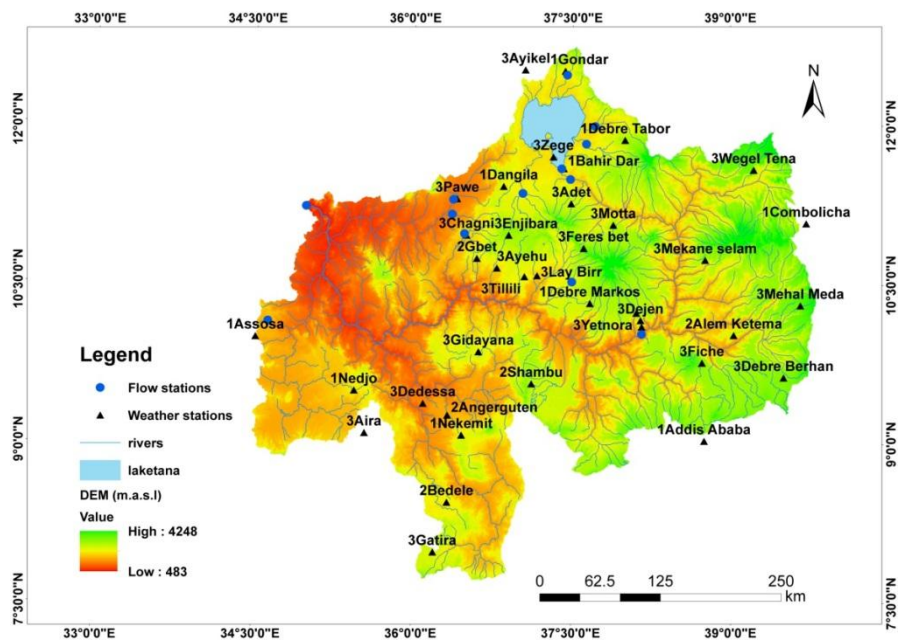 33°0'0"E 34°30'0"E 36°0'0"E 37°30'0"E 39°0'0"E
12°0'0"N
10°30'0"N
9°0'0"N
7°30'0"N
3Ayikel 1Gondar
N
1Debre Tabor
3Zege
1Bahir Dar
3Wegel Tena
1Dangila
3Pawe
3Adet
3Motta
1Combolicha
3Chagni 3Enjibara
2Gbet
3Feres bet
3Mekane selam
3Ayehu
3Lay Birr
3Tillili
1Debre Markos
3Mehal Meda
3Dejen
3Yetnora
2Alem Ketema
1Assosa
3Gidayana
3Fiche
3Debre Berhan
2Shambu
1Nedjo
3Dedessa
2Angerguten
1Nekemit
3Aira
1Addis Ababa
2Bedele
3Gatira
Legend
Flow stations
Weather stations
rivers
laketana
DEM (m.a.s.l)
Value
High : 4248
Low : 483
0 62.5 125 250
km
12°0'0"N
10°30'0"N
9°0'0"N
7°30'0"N
33°0'0"E 34°30'0"E 36°0'0"E 37°30'0"E 39°0'0"E